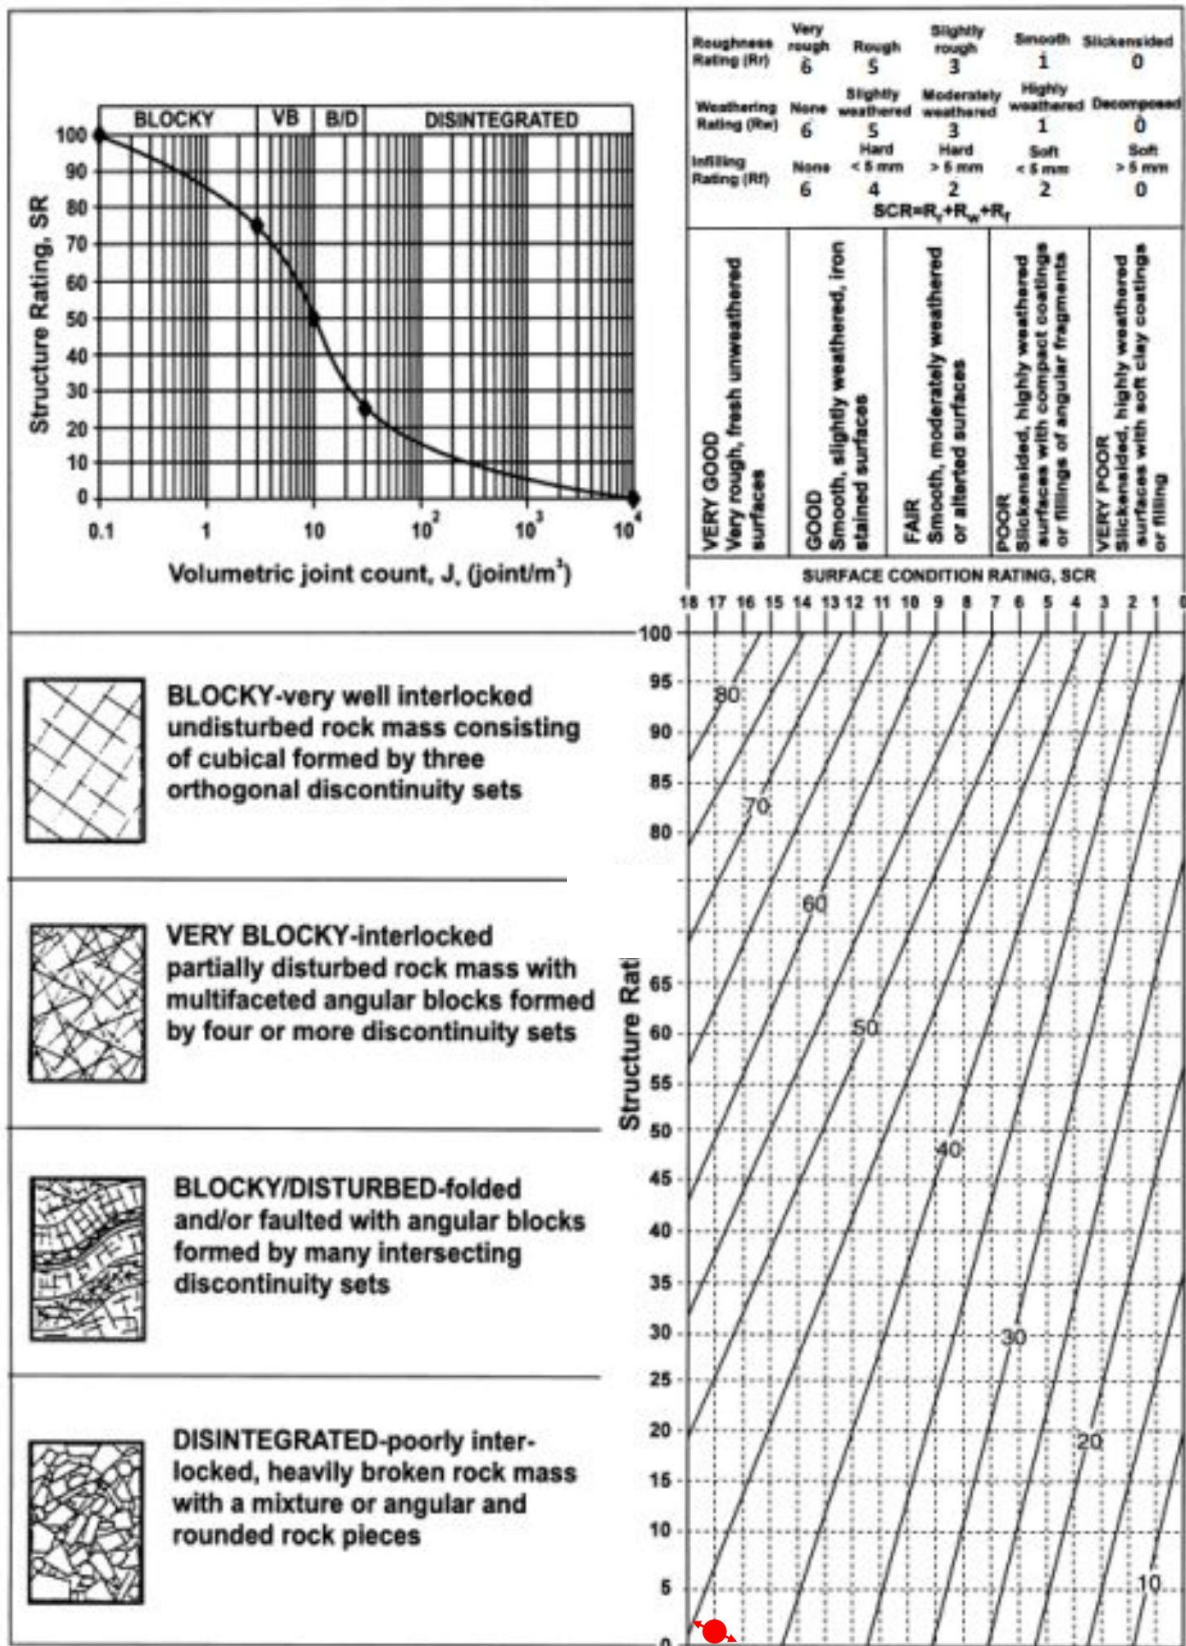 BLOCKY VB B/D DISINTEGRATED
Structure Rating, SR
100
90
80
70
60
50
40
30
20
10
0
0.1 1 10 10² 10³ 10⁴
Volumetric joint count, Jᵥ (joint/m³)
Roughness Rating (Rr)
Very rough
6
Rough
5
Slightly rough
3
Smooth
1
Slickensided
0
Weathering Rating (Rw)
None
6
Slightly weathered
5
Moderately weathered
3
Highly weathered
1
Decomposed
0
Infilling Rating (Rf)
None
6
Hard < 5 mm
4
Hard > 5 mm
2
Soft < 5 mm
2
Soft > 5 mm
0
SCR=Rr+Rw+Rf
VERY GOOD
Very rough, fresh unweathered
surfaces
GOOD
Smooth, slightly weathered, iron
stained surfaces
FAIR
Smooth, moderately weathered
or alterted surfaces
POOR
Slickensided, highly weathered
surfaces with compact coatings
or fillings of angular fragments
VERY POOR
Slickensided, highly weathered
surfaces with soft clay coatings
or filling
SURFACE CONDITION RATING, SCR
18 17 16 15 14 13 12 11 10 9 8 7 6 5 4 3 2 1 0
BLOCKY-very well interlocked
undisturbed rock mass consisting
of cubical formed by three
orthogonal discontinuity sets
VERY BLOCKY-interlocked
partially disturbed rock mass with
multifaceted angular blocks formed
by four or more discontinuity sets
BLOCKY/DISTURBED-folded
and/or faulted with angular blocks
formed by many intersecting
discontinuity sets
DISINTEGRATED-poorly inter-
locked, heavily broken rock mass
with a mixture or angular and
rounded rock pieces
Structure Rati
100
95
90
85
80
65
60
55
50
45
40
35
30
25
20
15
10
5
0
80
70
60
50
40
30
20
10